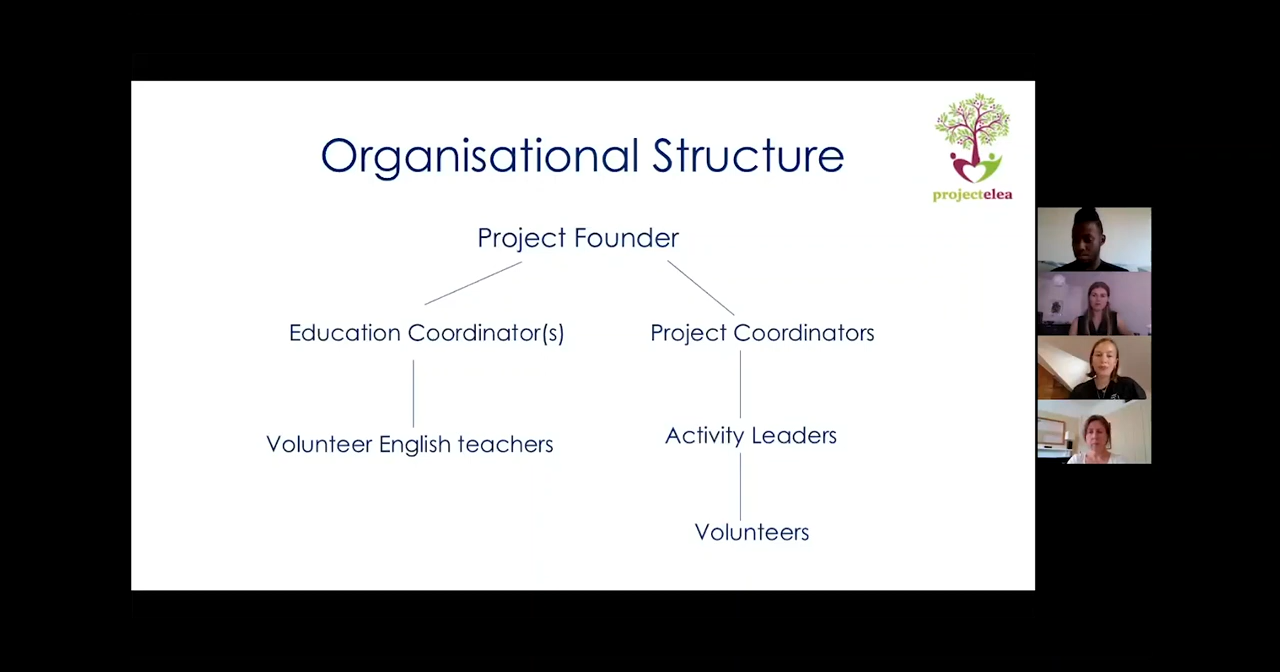 Organisational Structure
projectelea
Project Founder
Education Coordinator(s)
Project Coordinators
Volunteer English teachers
Activity Leaders
Volunteers